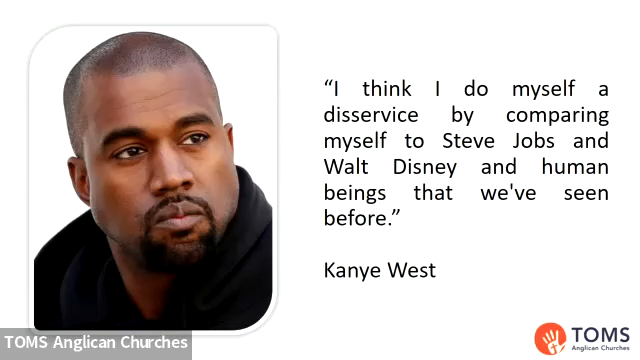 “I think I do myself a
disservice by comparing
myself to Steve Jobs and
Walt Disney and human
beings that we've seen
before.”
Kanye West
TOMS Anglican Churches
TOMS
Anglican Churches